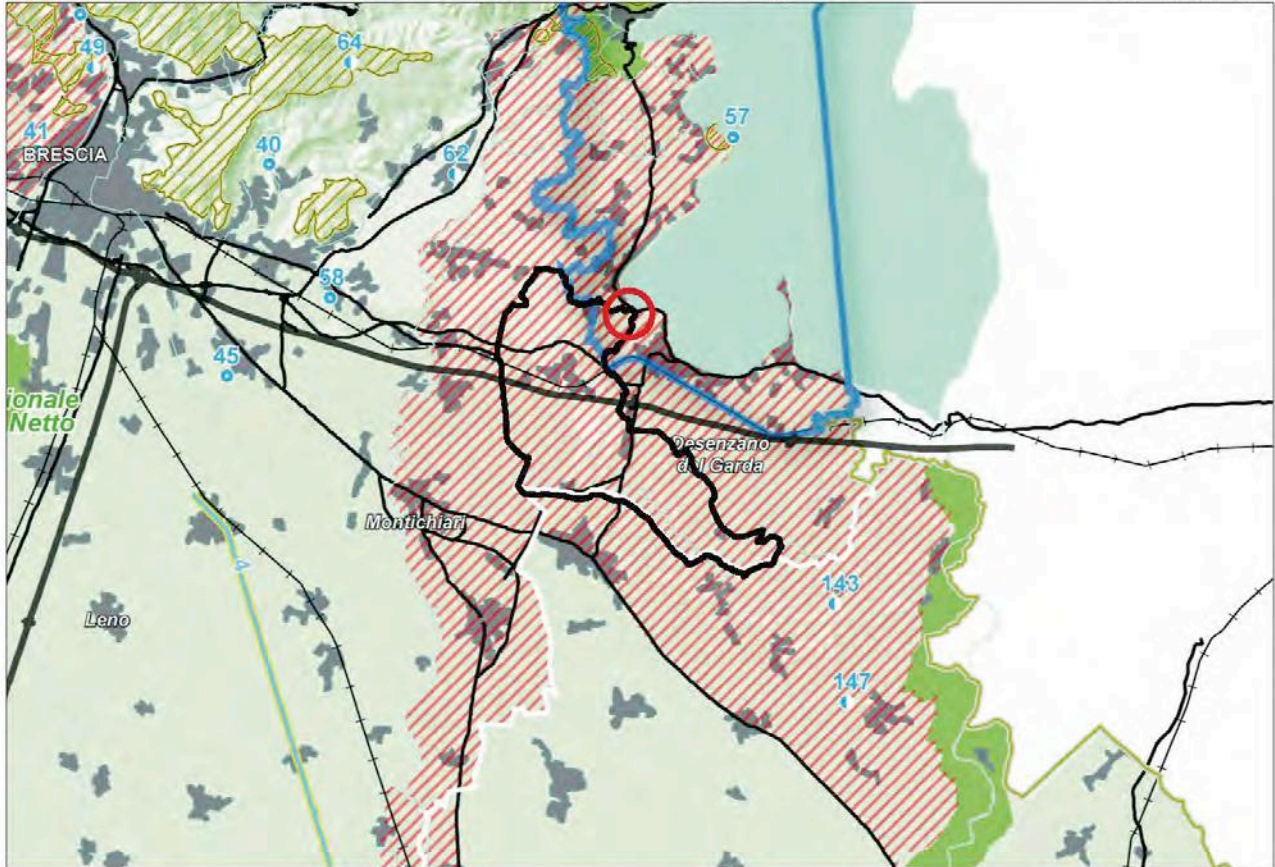 49
64
57
41
BRESCIA
40
62
58
45
ionale
Netto
Desenzano
del Garda
Montichiari
4
143
Leno
147